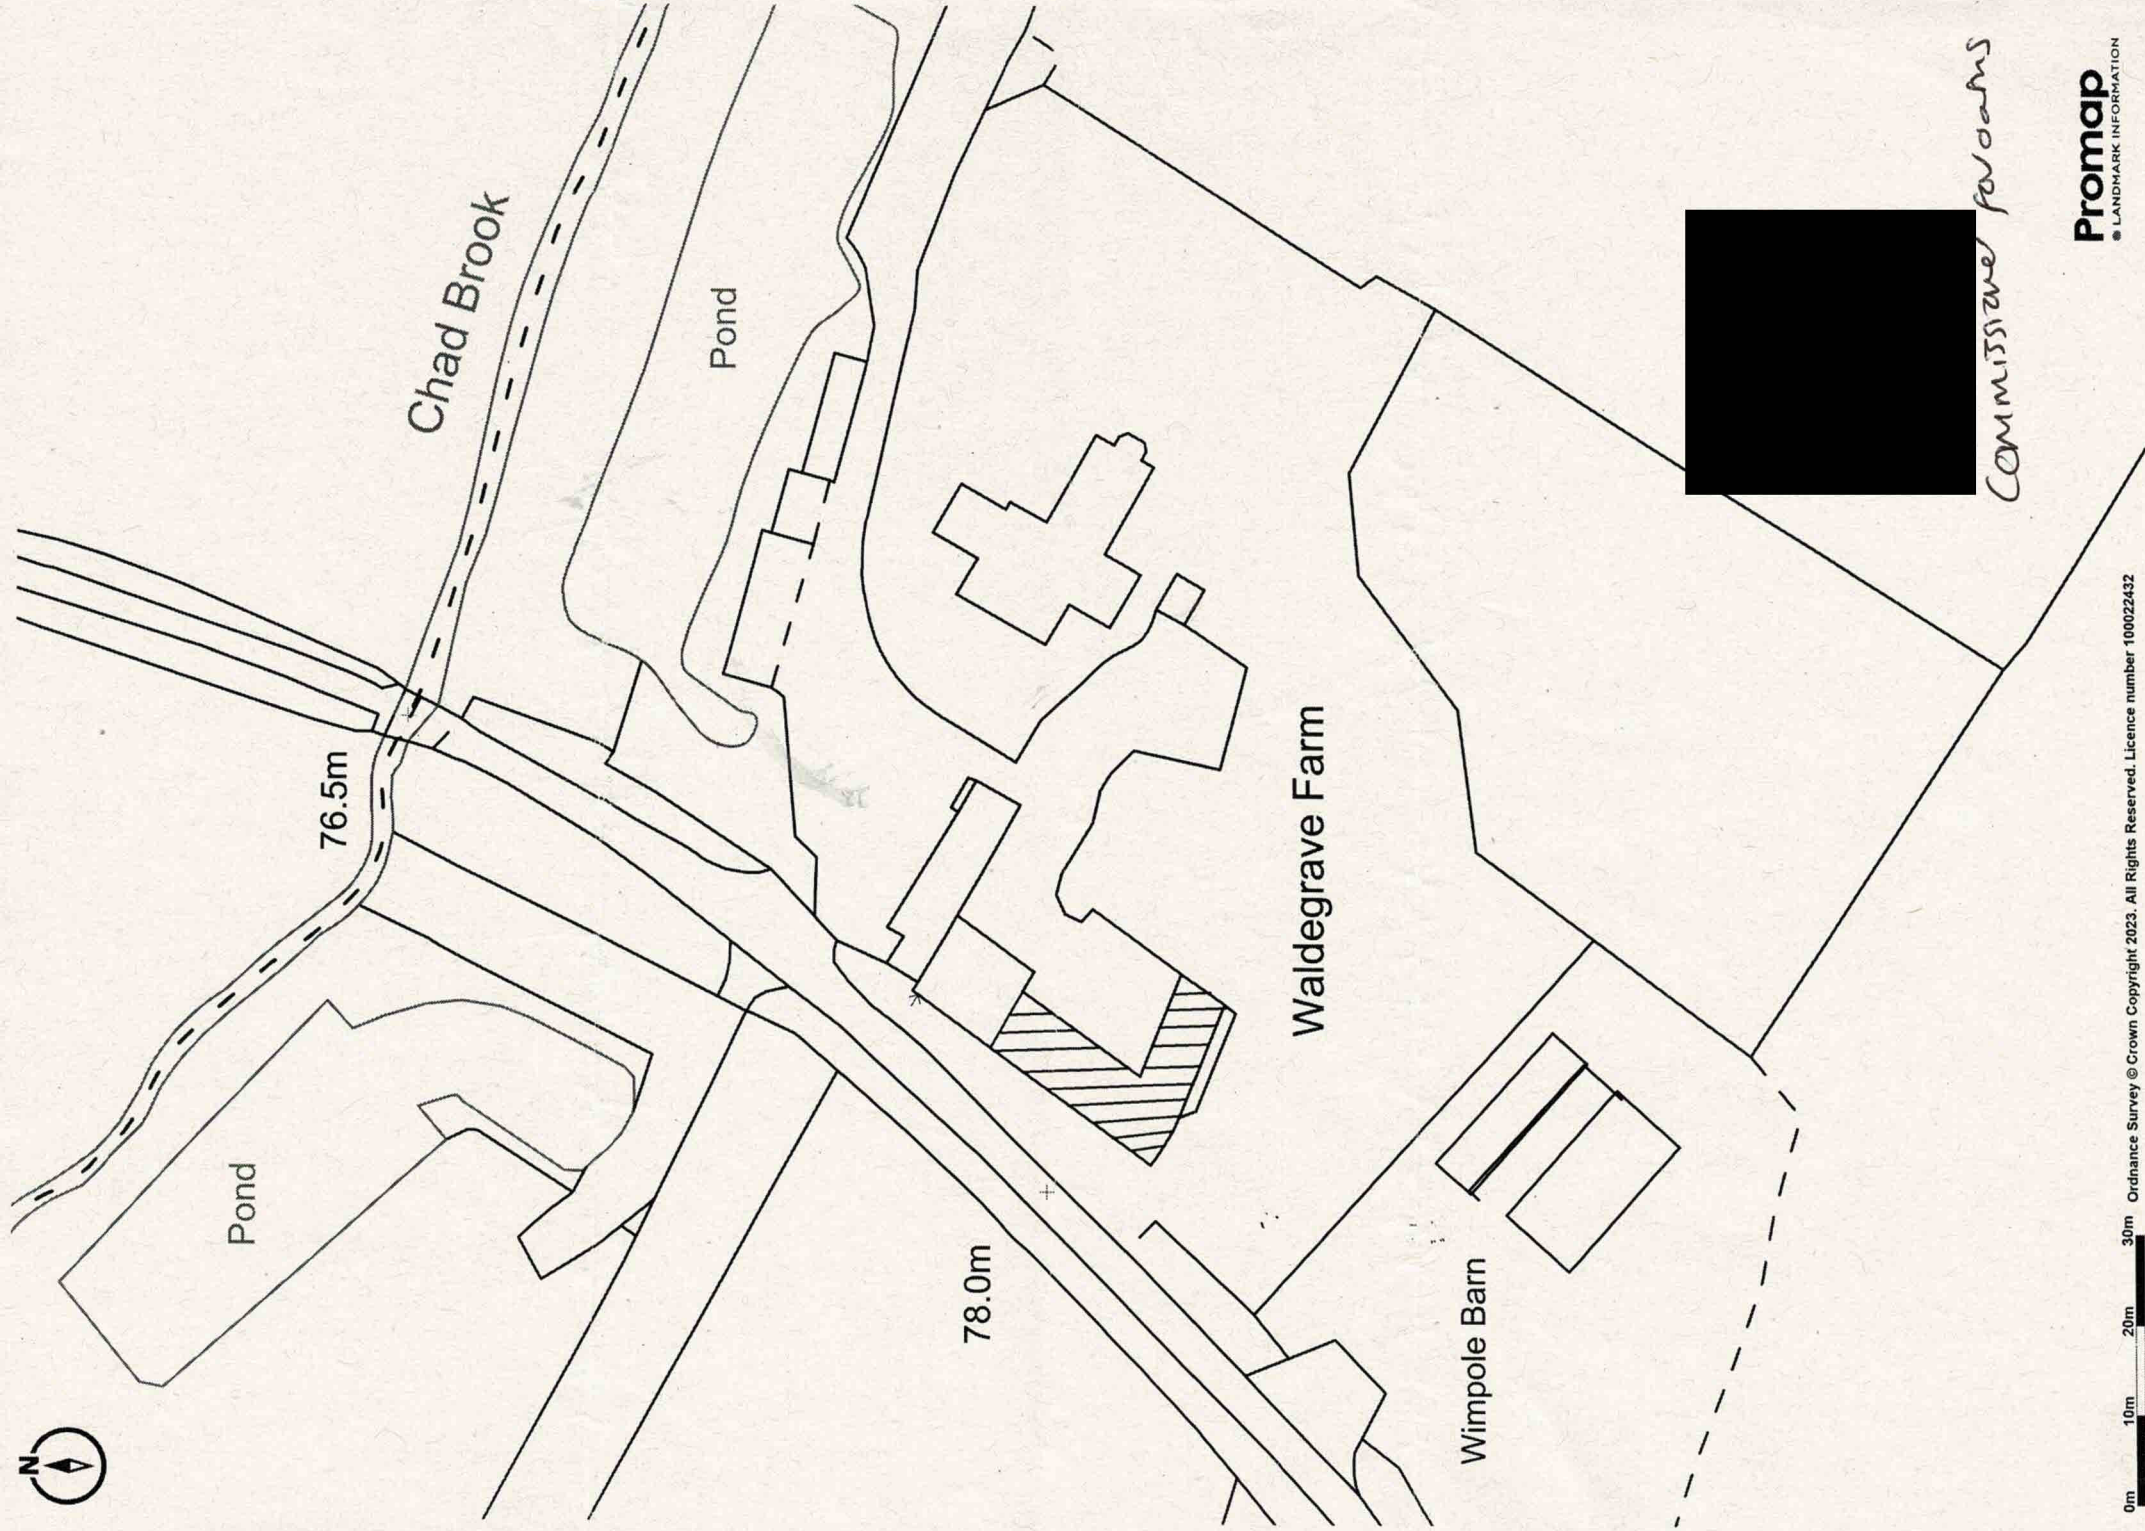 N
Chad Brook
Pond
76.5m
Pond
78.0m
Waldegrave Farm
Wimpole Barn
Promap
LANDMARK INFORMATION
0m 10m 20m 30m
Ordnance Survey © Crown Copyright 2023. All Rights Reserved. Licence number 100022432